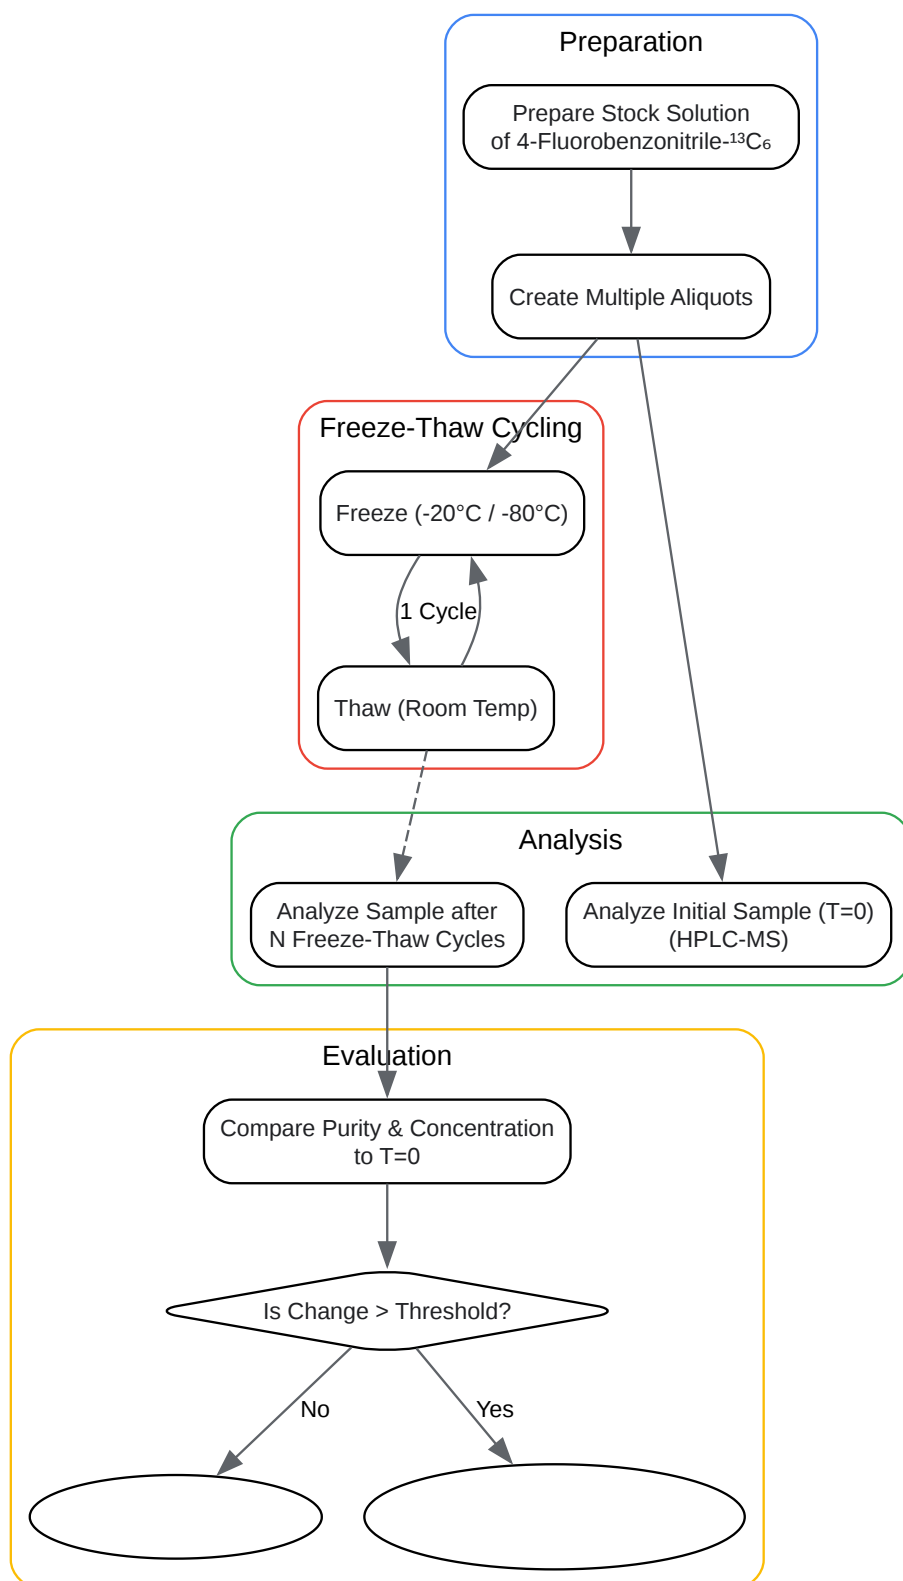 Preparation
Prepare Stock Solution
of 4-Fluorobenzonitrile-¹³C₆
Create Multiple Aliquots
Freeze-Thaw Cycling
Freeze (-20°C / -80°C)
1 Cycle
Thaw (Room Temp)
Analysis
Analyze Sample after
N Freeze-Thaw Cycles
Analyze Initial Sample (T=0)
(HPLC-MS)
Evaluation
Compare Purity & Concentration
to T=0
Is Change > Threshold?
No
Yes